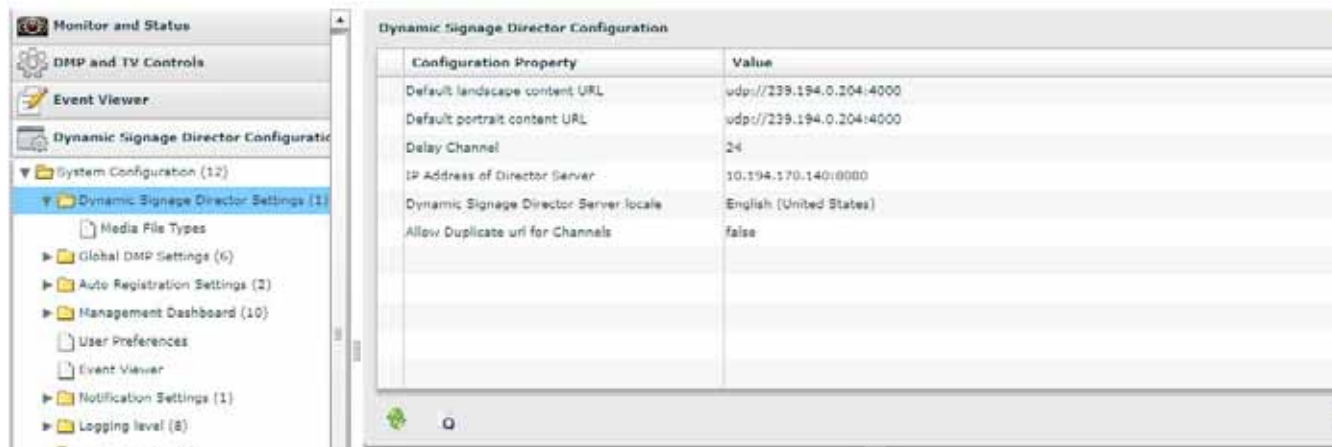 Monitor and Status
DMP and TV Controls
Event Viewer
Dynamic Signage Director Configuratio
System Configuration (12)
Dynamic Signage Director Settings (1)
Media File Types
Global DMP Settings (6)
Auto Registration Settings (2)
Management Dashboard (10)
User Preferences
Event Viewer
Notification Settings (1)
Logging level (8)
Dynamic Signage Director Configuration
Configuration Property Value
Default landscape content URL udp://239.194.0.204:4000
Default portrait content URL udp://239.194.0.204:4000
Delay Channel 24
IP Address of Director Server 10.194.170.140:8080
Dynamic Signage Director Server locale English (United States)
Allow Duplicate url for Channels false